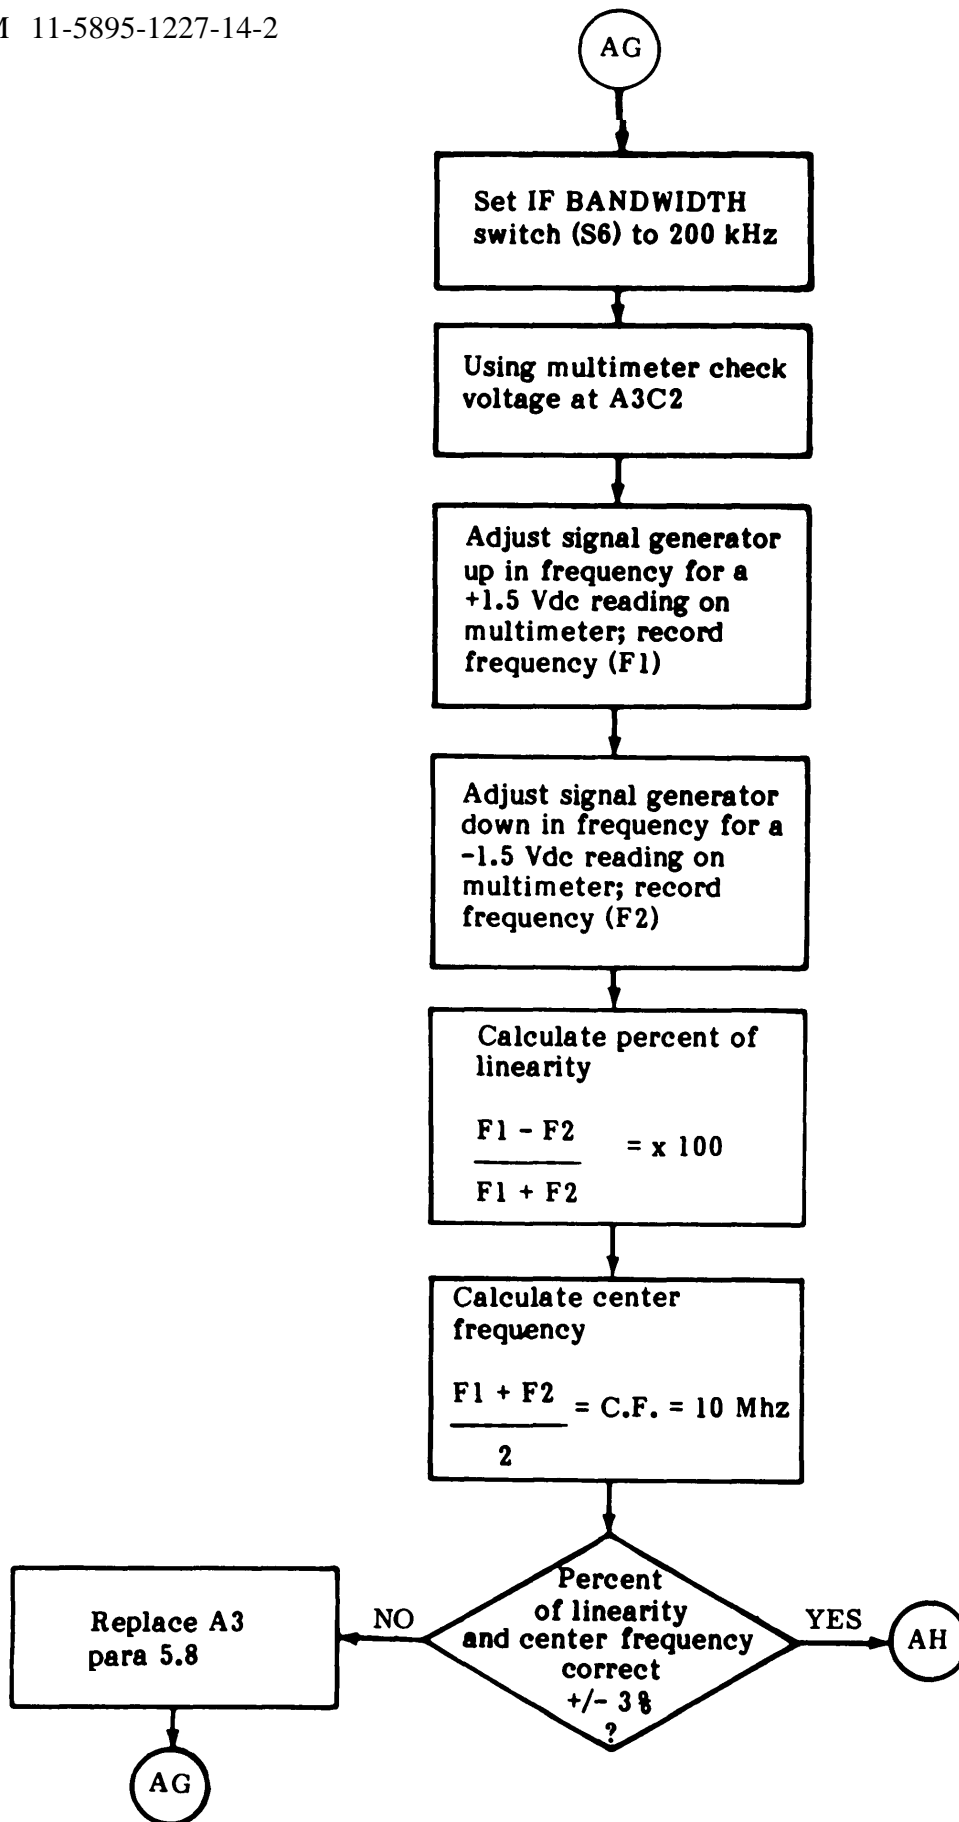 M 11-5895-1227-14-2
AG
Set IF BANDWIDTH
switch (S6) to 200 kHz
Using multimeter check
voltage at A3C2
Adjust signal generator
up in frequency for a
+1.5 Vdc reading on
multimeter; record
frequency (F1)
Adjust signal generator
down in frequency for a
-1.5 Vdc reading on
multimeter; record
frequency (F2)
Calculate percent of
linearity
F1 - F2
= x 100
F1 + F2
Calculate center
frequency
F1 + F2
= C.F. = 10 Mhz
2
Percent
of linearity
and center frequency
correct
+/- 3%
?
NO
YES
Replace A3
para 5.8
AH
AG